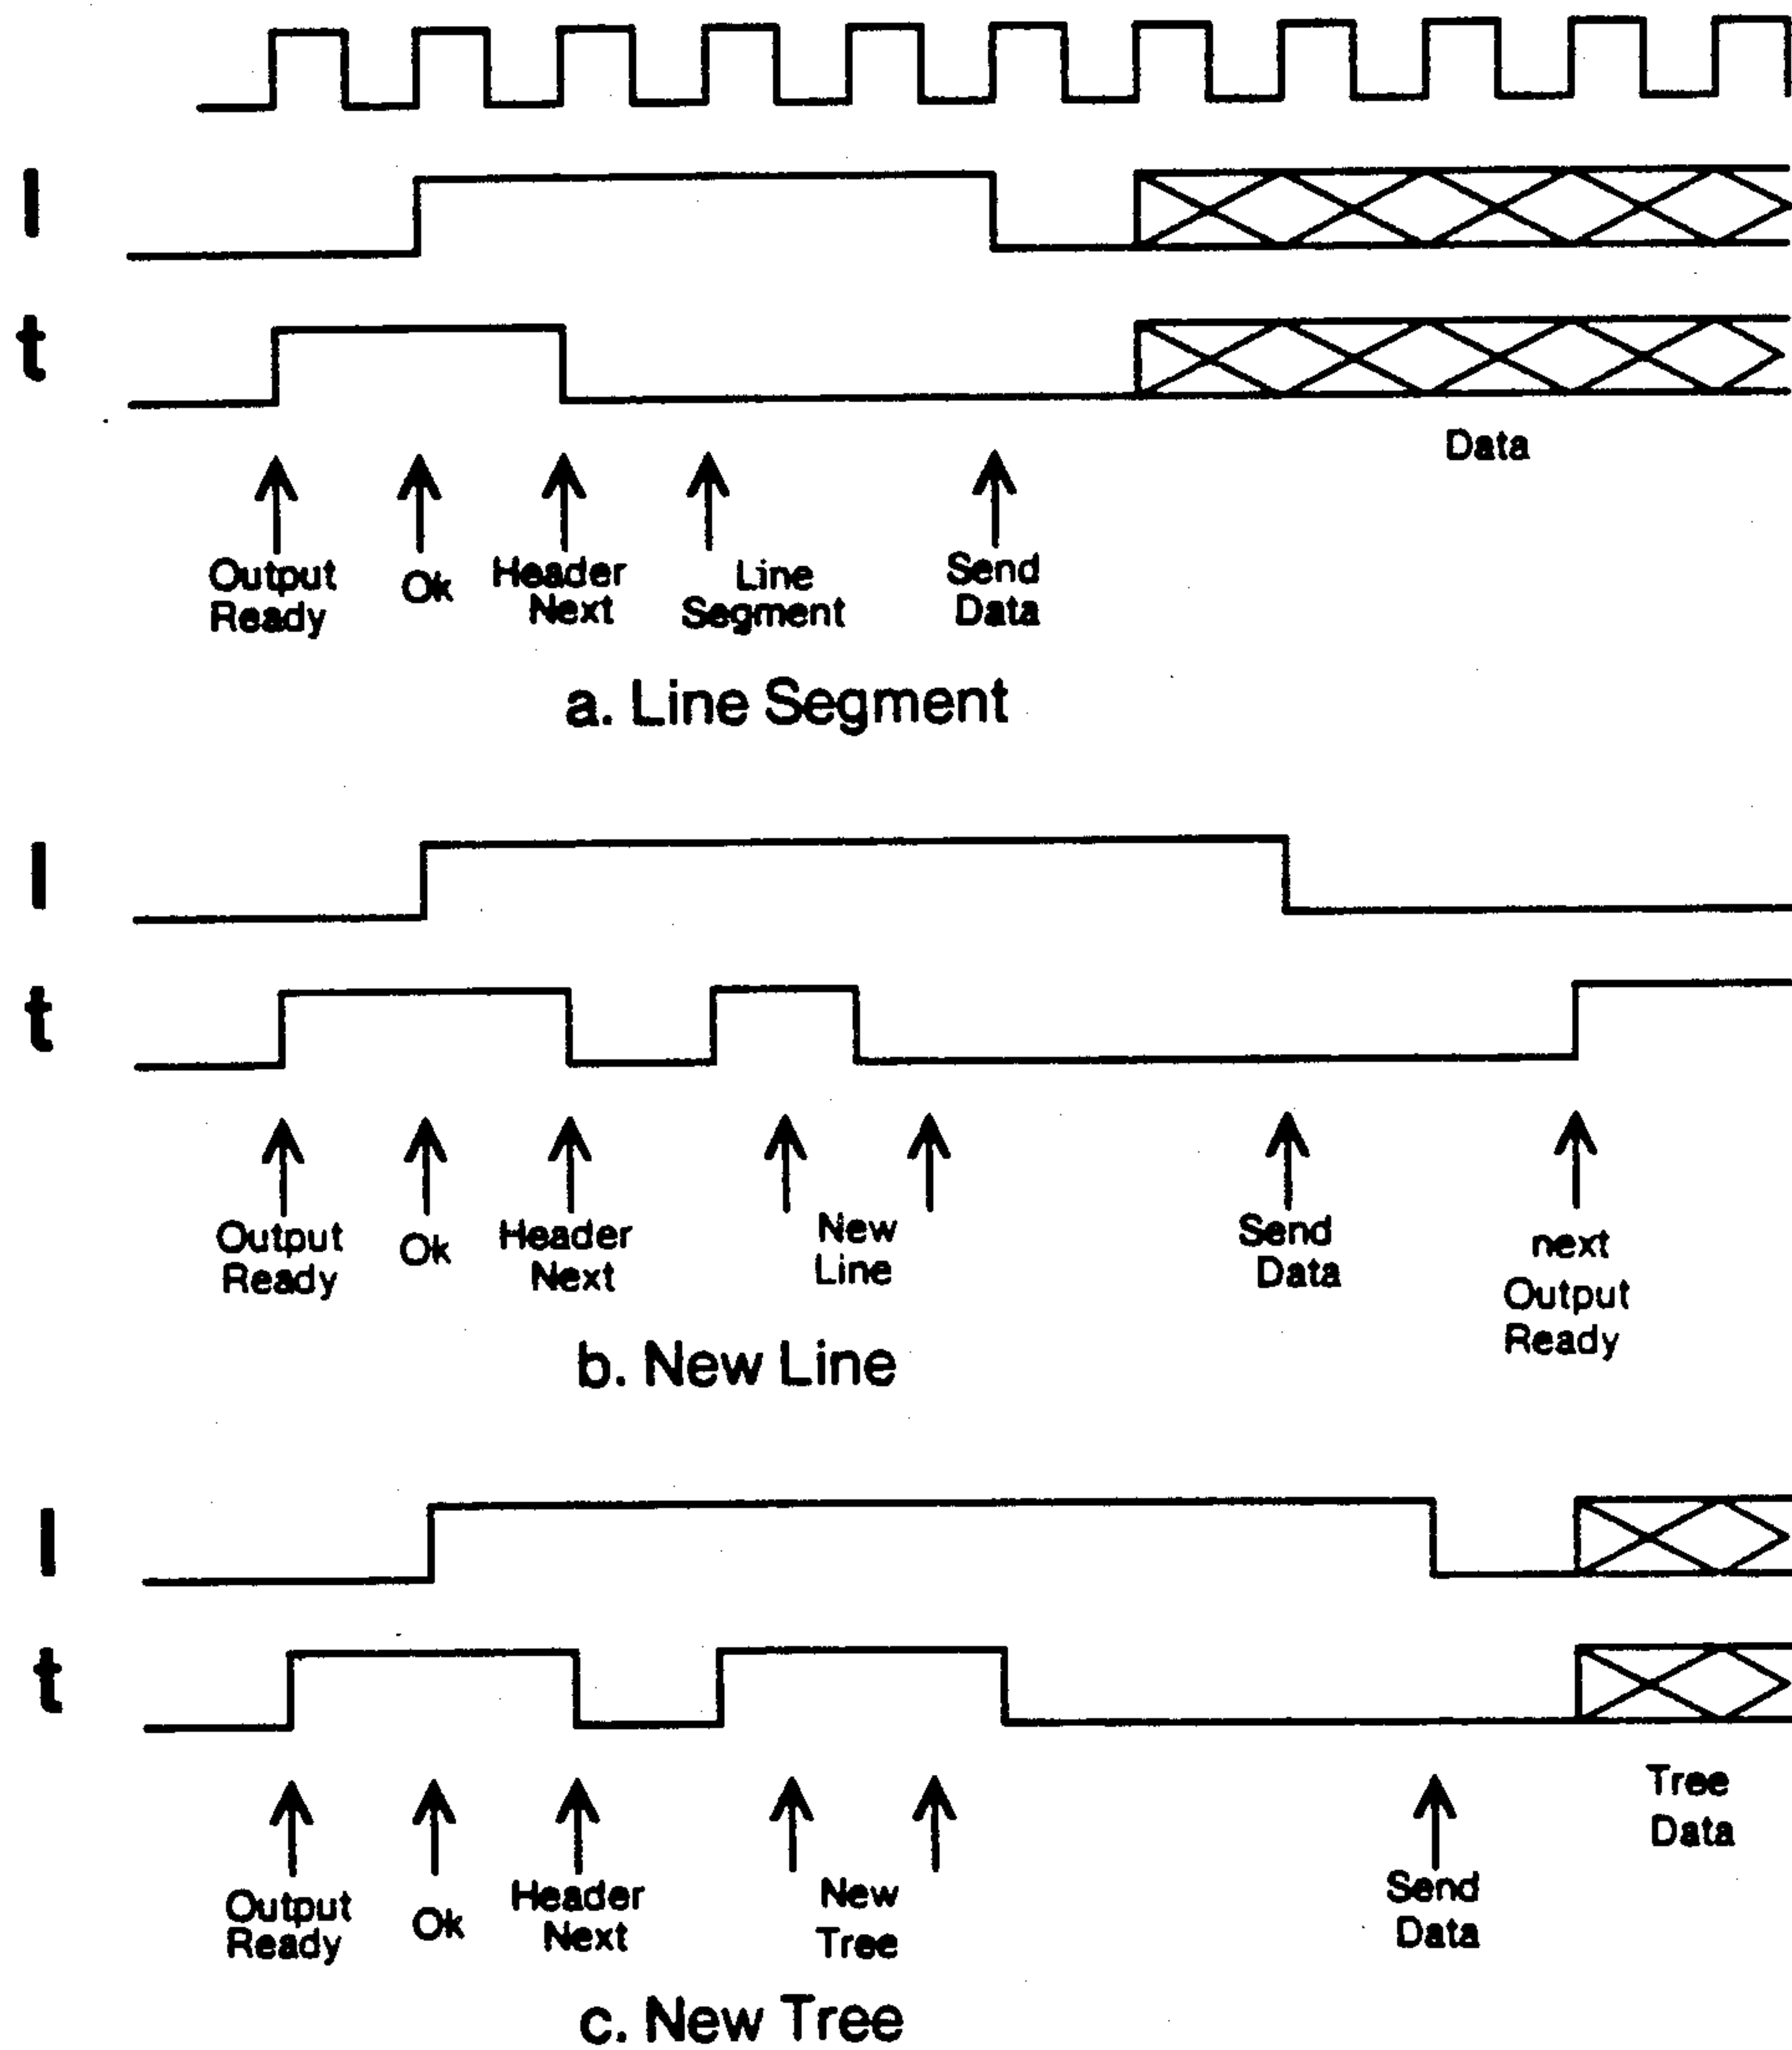 l
t
Data
Output Ready
Ok
Header Next
Line Segment
Send Data
a. Line Segment
l
t
Output Ready
Ok
Header Next
New Line
Send Data
next Output Ready
b. New Line
l
t
Tree Data
Output Ready
Ok
Header Next
New Tree
Send Data
c. New Tree